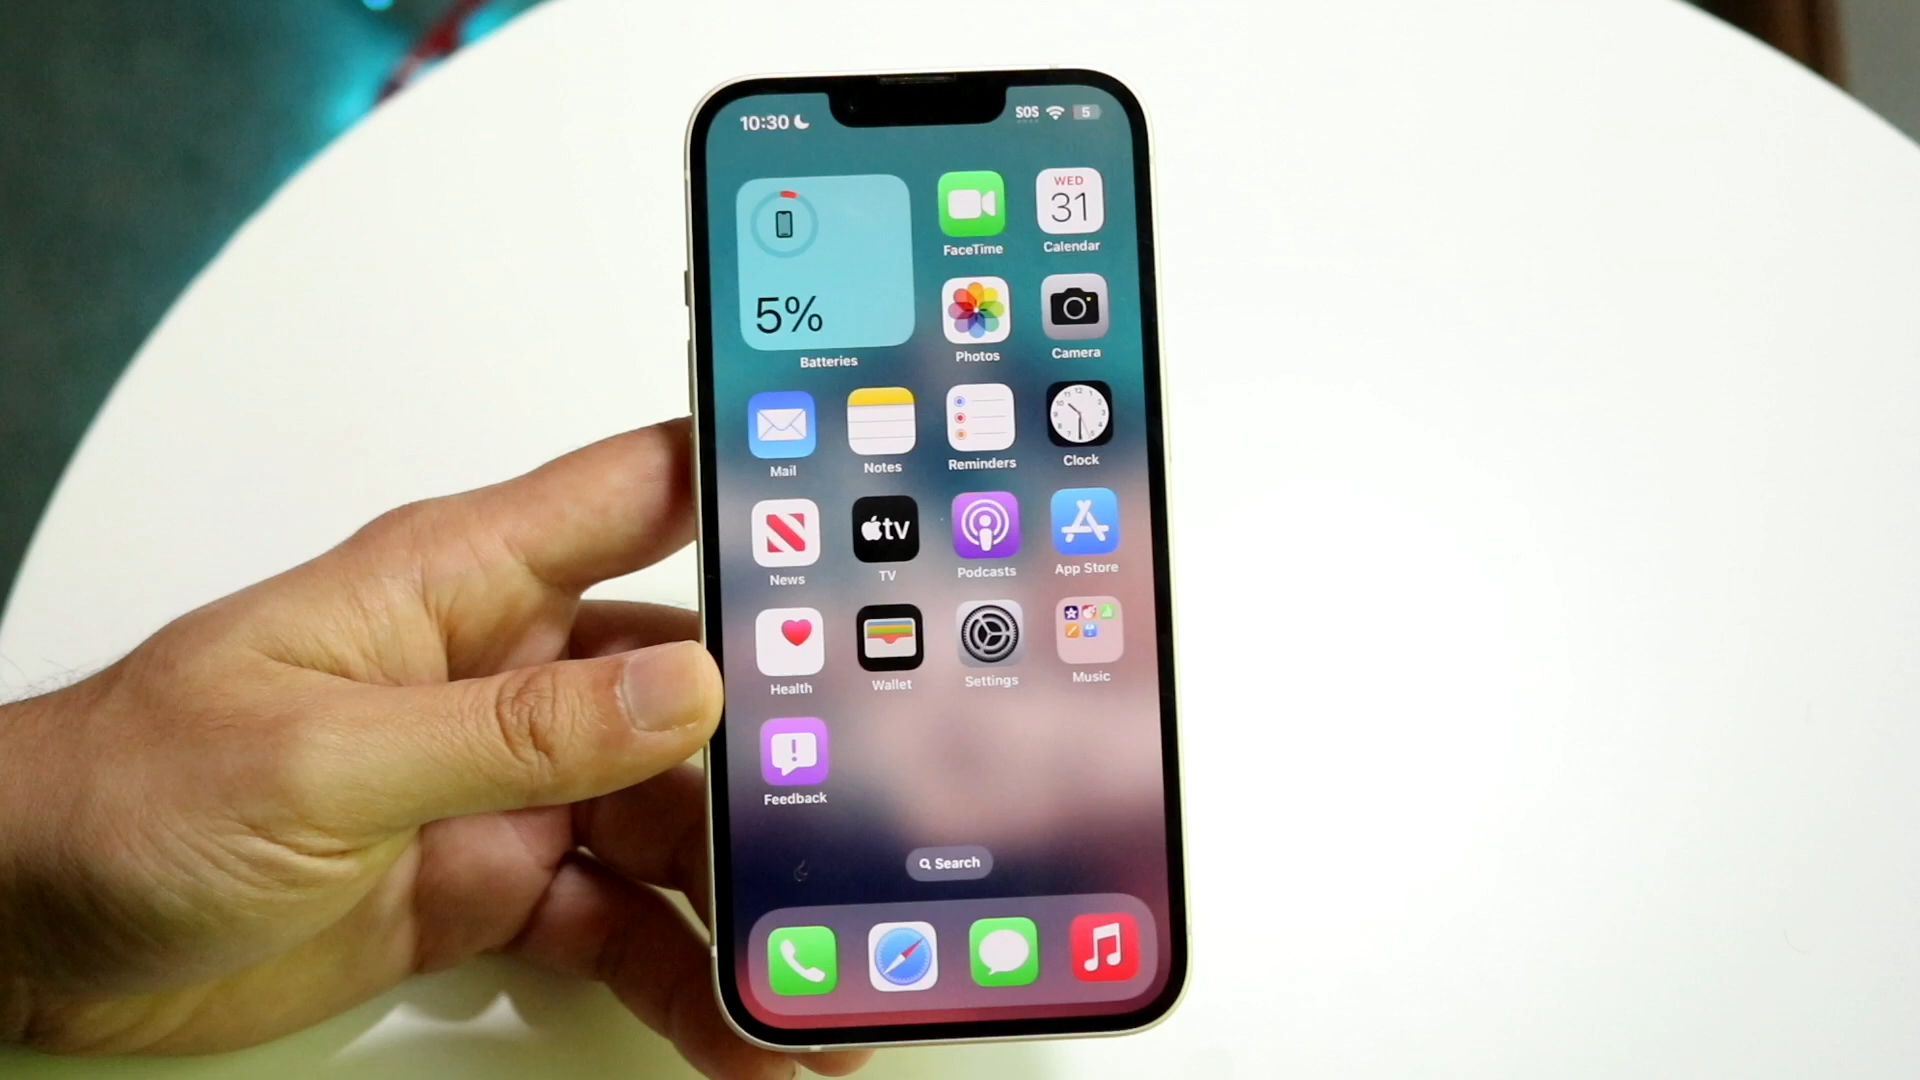 10:30
SOS 5
WED
31
FaceTime
Calendar
5%
Batteries
Photos
Camera
Mail
Notes
Reminders
Clock
tv
News
TV
Podcasts
App Store
Health
Wallet
Settings
Music
Feedback
Search